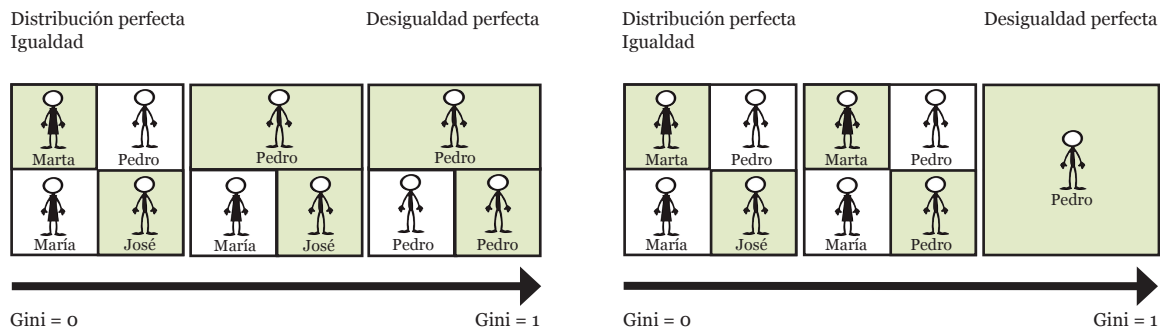 Distribución perfecta
Igualdad
Desigualdad perfecta
Marta
Pedro
Pedro
Pedro
María
José
María
José
Pedro
Pedro
Gini = 0
Gini = 1
Distribución perfecta
Igualdad
Desigualdad perfecta
Marta
Pedro
Marta
Pedro
Pedro
María
José
María
Pedro
Gini = 0
Gini = 1